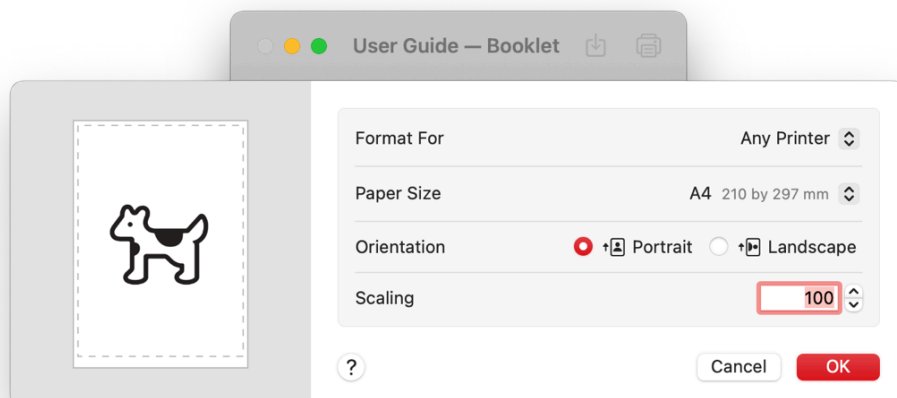 User Guide — Booklet
Format For Any Printer
Paper Size A4 210 by 297 mm
Orientation Portrait Landscape
Scaling 100
? Cancel OK